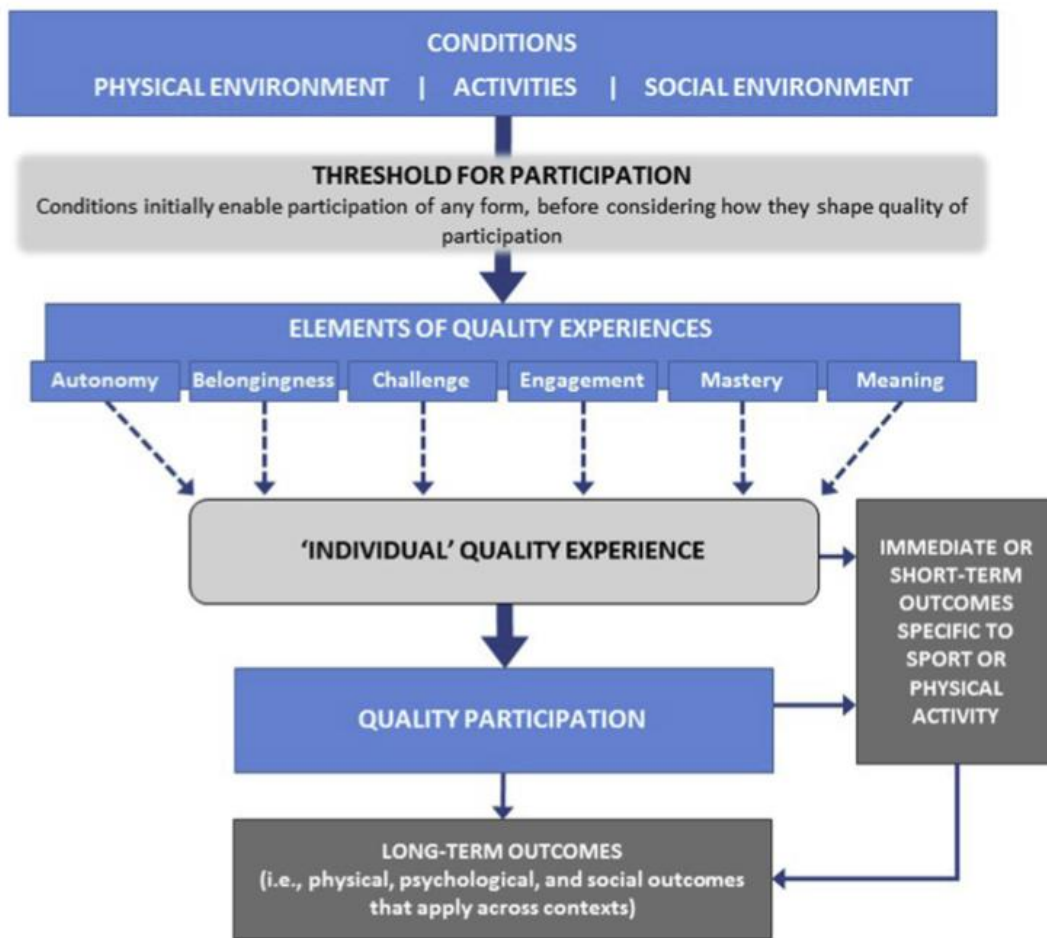 CONDITIONS
PHYSICAL ENVIRONMENT | ACTIVITIES | SOCIAL ENVIRONMENT
THRESHOLD FOR PARTICIPATION
Conditions initially enable participation of any form, before considering how they shape quality of
participation
ELEMENTS OF QUALITY EXPERIENCES
Autonomy Belongingness Challenge Engagement Mastery Meaning
‘INDIVIDUAL’ QUALITY EXPERIENCE
IMMEDIATE OR
SHORT-TERM
OUTCOMES
SPECIFIC TO
SPORT OR
PHYSICAL
ACTIVITY
QUALITY PARTICIPATION
LONG-TERM OUTCOMES
(i.e., physical, psychological, and social outcomes
that apply across contexts)